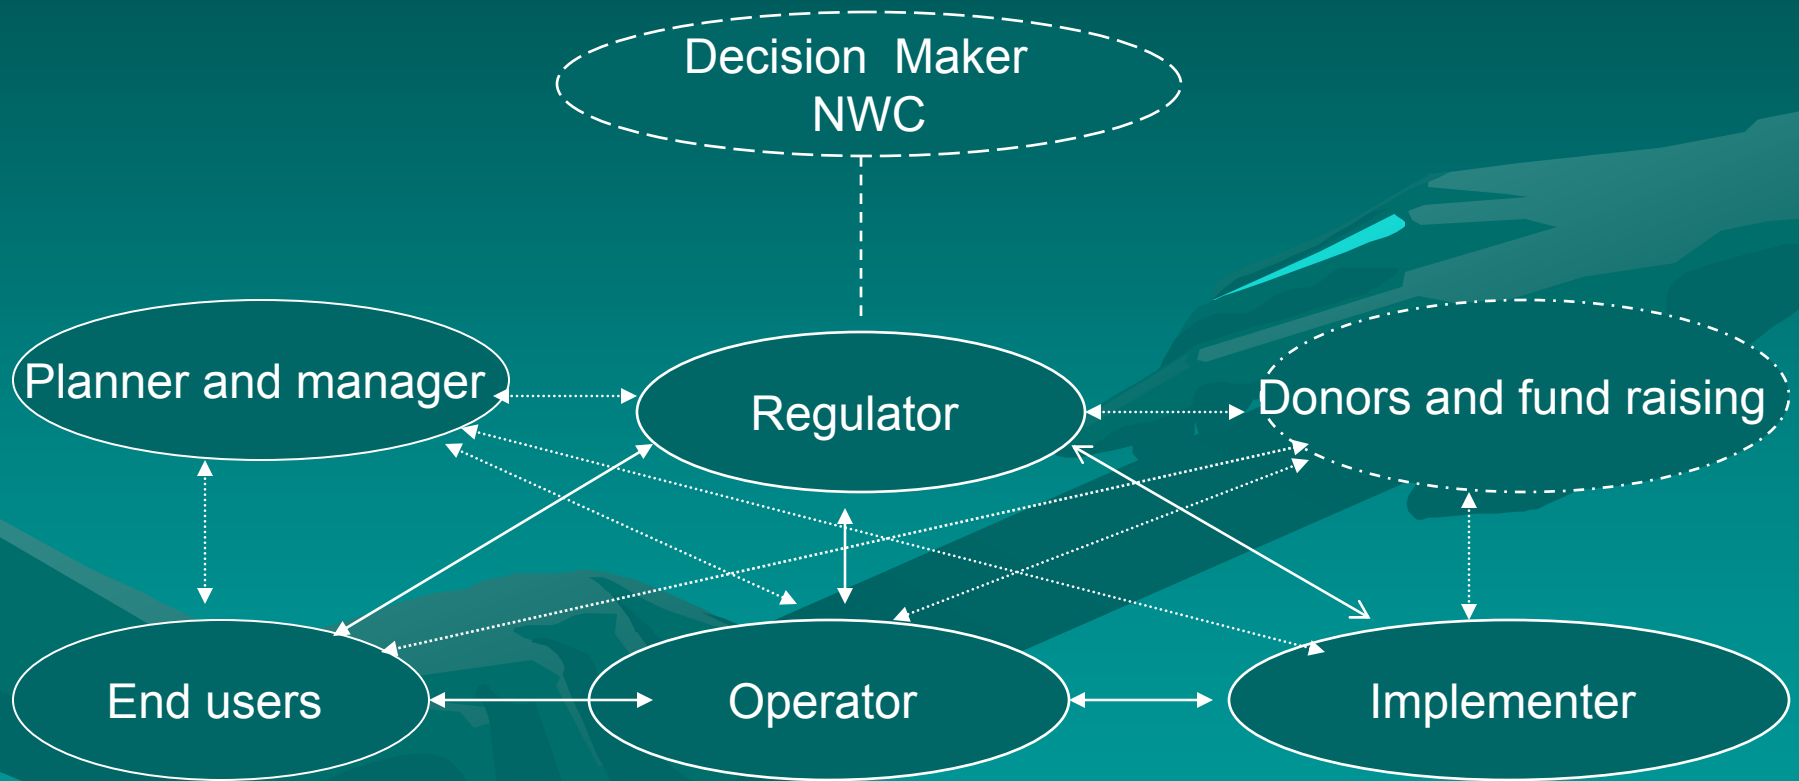 Decision Maker
NWC
Planner and manager
Regulator
Donors and fund raising
End users
Operator
Implementer